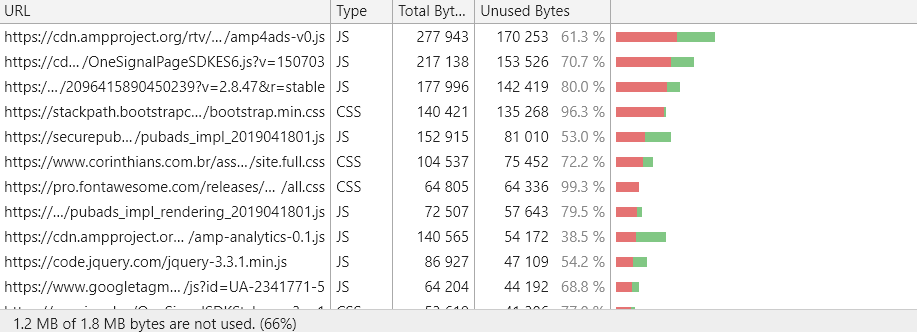 URL Type Total Byt... Unused Bytes
https://cdn.ampproject.org/rtv/... /amp4ads-v0.js JS 277 943 170 253 61.3 %
https://cd... /OneSignalPageSDKES6.js?v=150703 JS 217 138 153 526 70.7 %
https:/... /2096415890450239?v=2.8.47&r=stable JS 177 996 142 419 80.0 %
https://stackpath.bootstrapc... /bootstrap.min.css CSS 140 421 135 268 96.3 %
https://securepub... /pubads_impl_2019041801.js JS 152 915 81 010 53.0 %
https://www.corinthians.com.br/ass... /site.full.css CSS 104 537 75 452 72.2 %
https://pro.fontawesome.com/releases/... /all.css CSS 64 805 64 336 99.3 %
https://... /pubads_impl_rendering_2019041801.js JS 72 507 57 643 79.5 %
https://cdn.ampproject.or... /amp-analytics-0.1.js JS 140 565 54 172 38.5 %
https://code.jquery.com/jquery-3.3.1.min.js JS 86 927 47 109 54.2 %
https://www.googletagm... /js?id=UA-2341771-5 JS 64 204 44 192 68.8 %
1.2 MB of 1.8 MB bytes are not used. (66%)